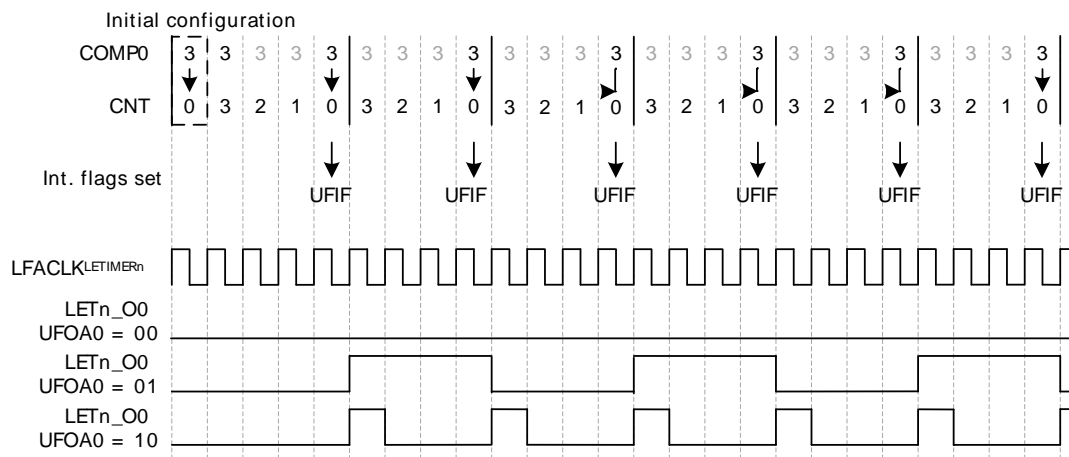 Initial configuration
COMP0 3 3 3 3 3 3 3 3 3 3 3 3 3 3 3 3 3 3 3 3 3 3 3 3 3
CNT 0 3 2 1 0 3 2 1 0 3 2 1 0 3 2 1 0 3 2 1 0 3 2 1 0
Int. flags set
UFIF UFIF UFIF UFIF UFIF UFIF
LFACLKLETIMERn
LETn_O0
UFOA0 = 00
LETn_O0
UFOA0 = 01
LETn_O0
UFOA0 = 10